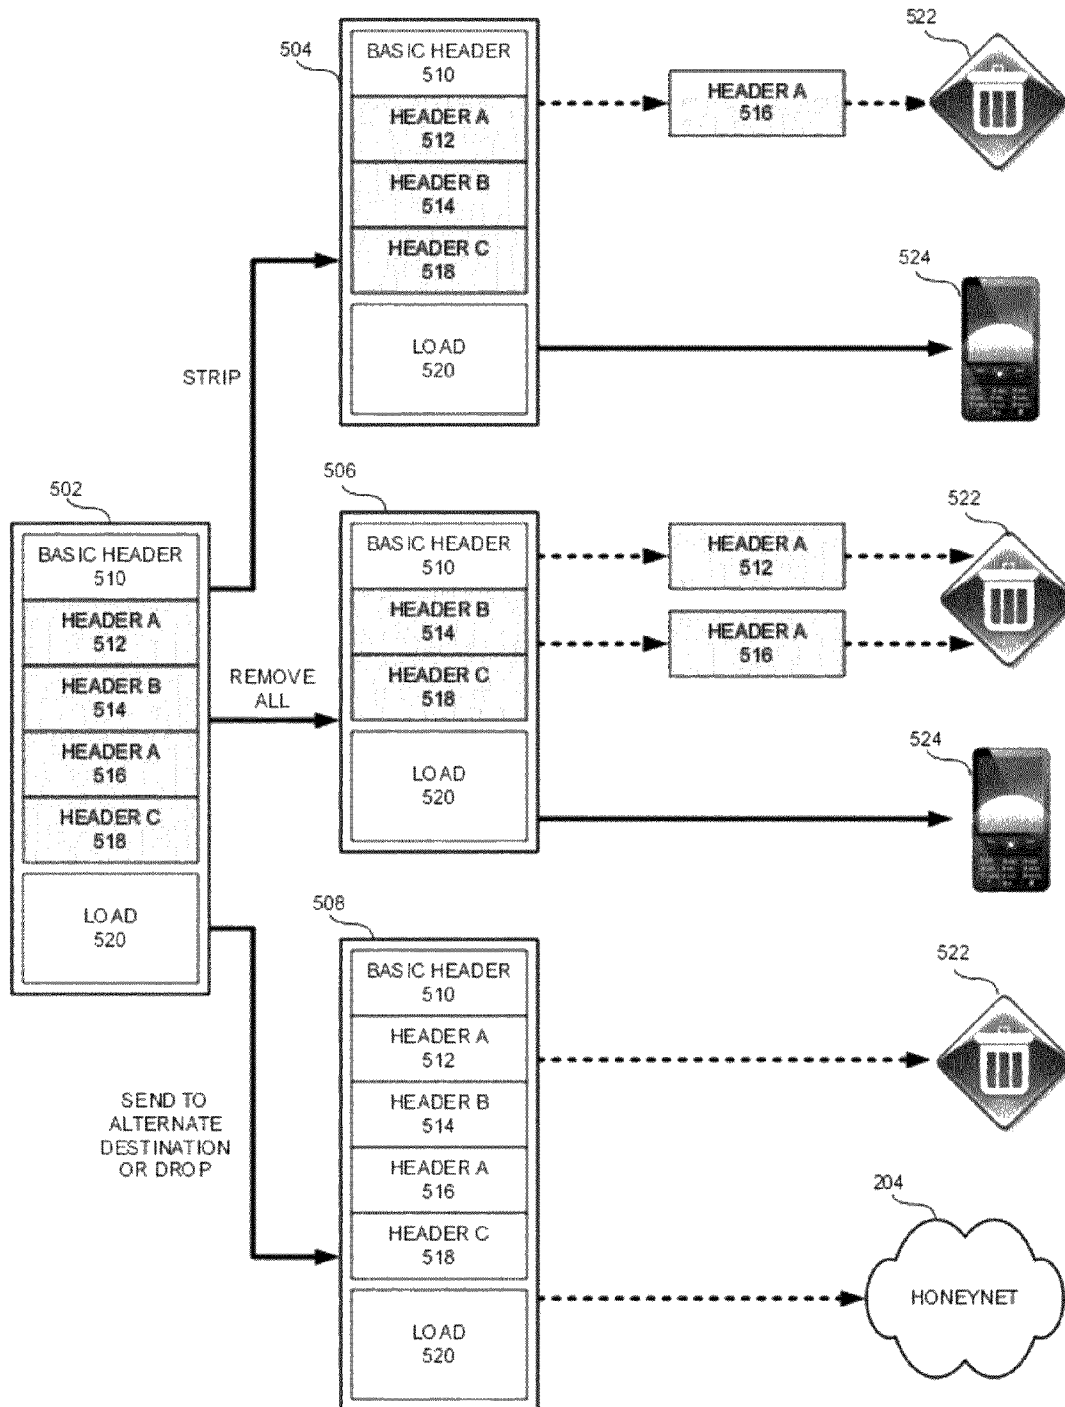 504
BASIC HEADER
510
HEADER A
512
HEADER B
514
HEADER C
518
LOAD
520
HEADER A
516
522
524
STRIP
502
BASIC HEADER
510
HEADER A
512
HEADER B
514
HEADER A
516
HEADER C
518
LOAD
520
REMOVE
ALL
506
BASIC HEADER
510
HEADER B
514
HEADER C
518
LOAD
520
HEADER A
512
HEADER A
516
522
524
SEND TO
ALTERNATE
DESTINATION
OR DROP
508
BASIC HEADER
510
HEADER A
512
HEADER B
514
HEADER A
516
HEADER C
518
LOAD
520
522
204
HONEYNET